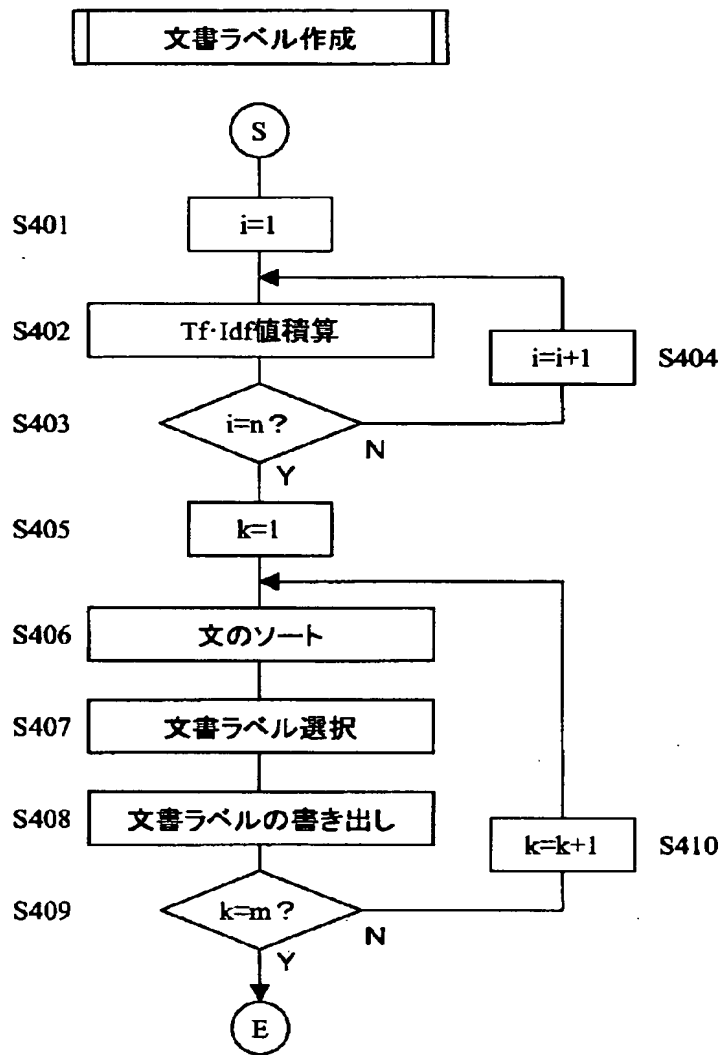 文書ラベル作成
S
S401
i=1
S402
Tf·Idf値積算
i=i+1
S404
S403
i=n?
N
Y
S405
k=1
S406
文のソート
S407
文書ラベル選択
S408
文書ラベルの書き出し
k=k+1
S410
S409
k=m?
N
Y
E